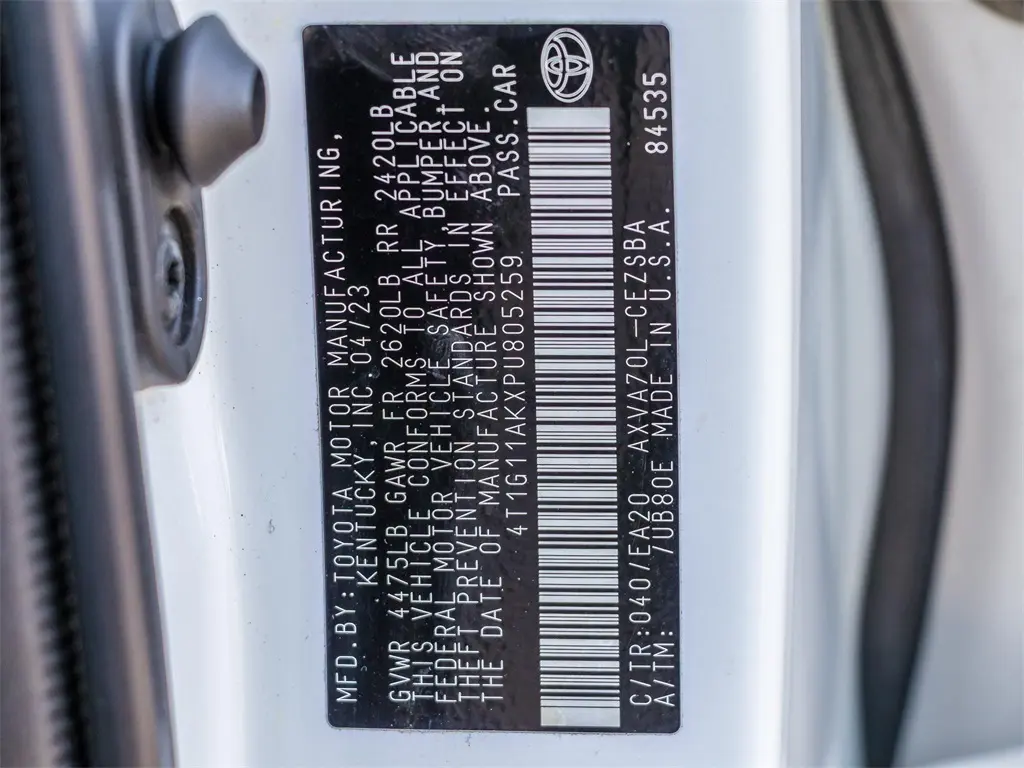 MFD.BY:TOYOTA MOTOR MANUFACTURING,
KENTUCKY, INC 04/23
GVWR 4475LB GAWR FR 2620LB RR 2420LB
THIS VEHICLE CONFORMS TO ALL APPLICABLE
FEDERAL MOTOR VEHICLE SAFETY, BUMPER, AND
THEFT PREVENTION STANDARDS IN EFFECT ON
THE DATE OF MANUFACTURE SHOWN ABOVE.
4T1G11AKXPU805259 PASS.CAR
C/TR:040/EA20 AXVA70L-CEZSBA 84535
A/TM: /UB80E MADE IN U.S.A.